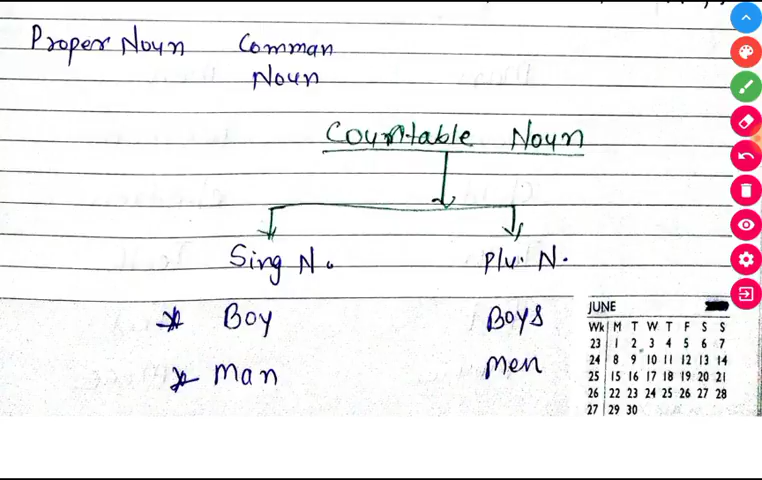 Proper Noun Comman
Noun
Countable Noun
Sing N. Plu. N.
Boy Boys
Man Men
JUNE
Wk M T W T F S S
23 1 2 3 4 5 6 7
24 8 9 10 11 12 13 14
25 15 16 17 18 19 20 21
26 22 23 24 25 26 27 28
27 29 30